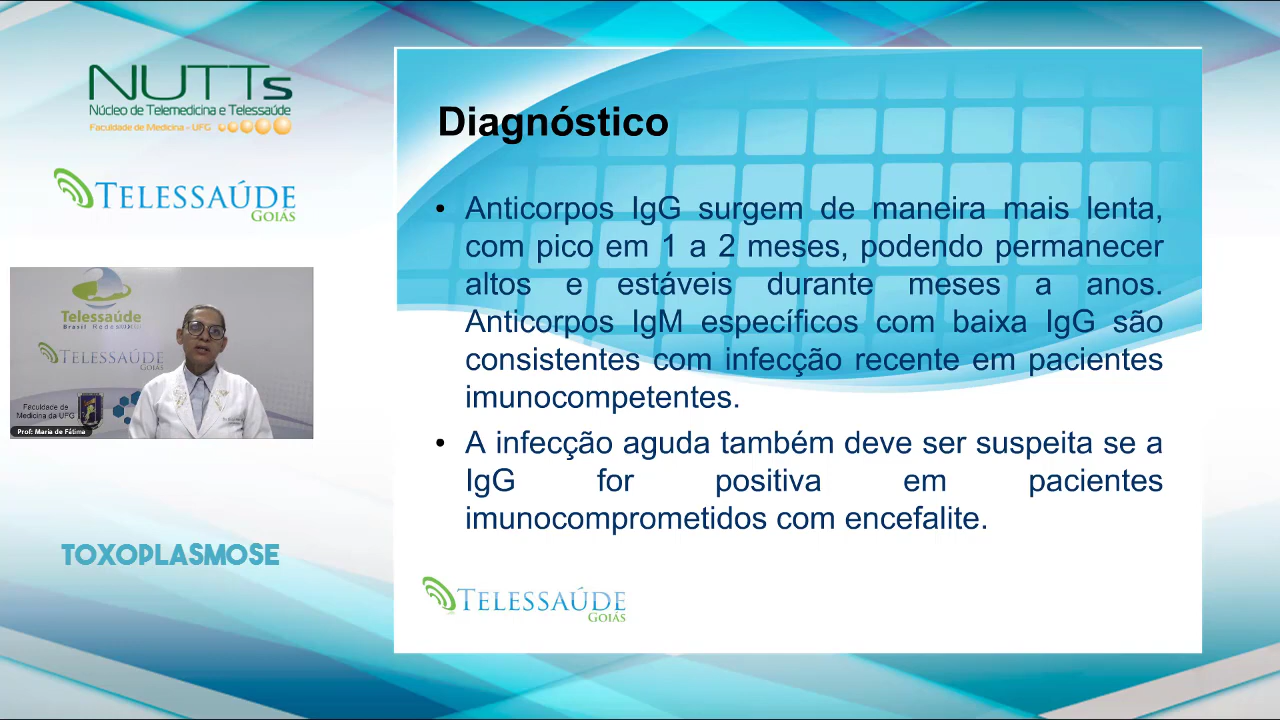 NUTTs
Núcleo de Telemedicina e Telessaúde
Faculdade de Medicina - UFG
TELESSAÚDE
GOIÁS
Telessaúde
TELESSAÚDE
GOIÁS
Faculdade de
Medicina da UFG
Prof: Maria de Fátima
TOXOPLASMOSE
Diagnóstico
• Anticorpos IgG surgem de maneira mais lenta,
com pico em 1 a 2 meses, podendo permanecer
altos e estáveis durante meses a anos.
Anticorpos IgM específicos com baixa IgG são
consistentes com infecção recente em pacientes
imunocompetentes.
• A infecção aguda também deve ser suspeita se a
IgG for positiva em pacientes
imunocomprometidos com encefalite.
TELESSAÚDE
GOIÁS